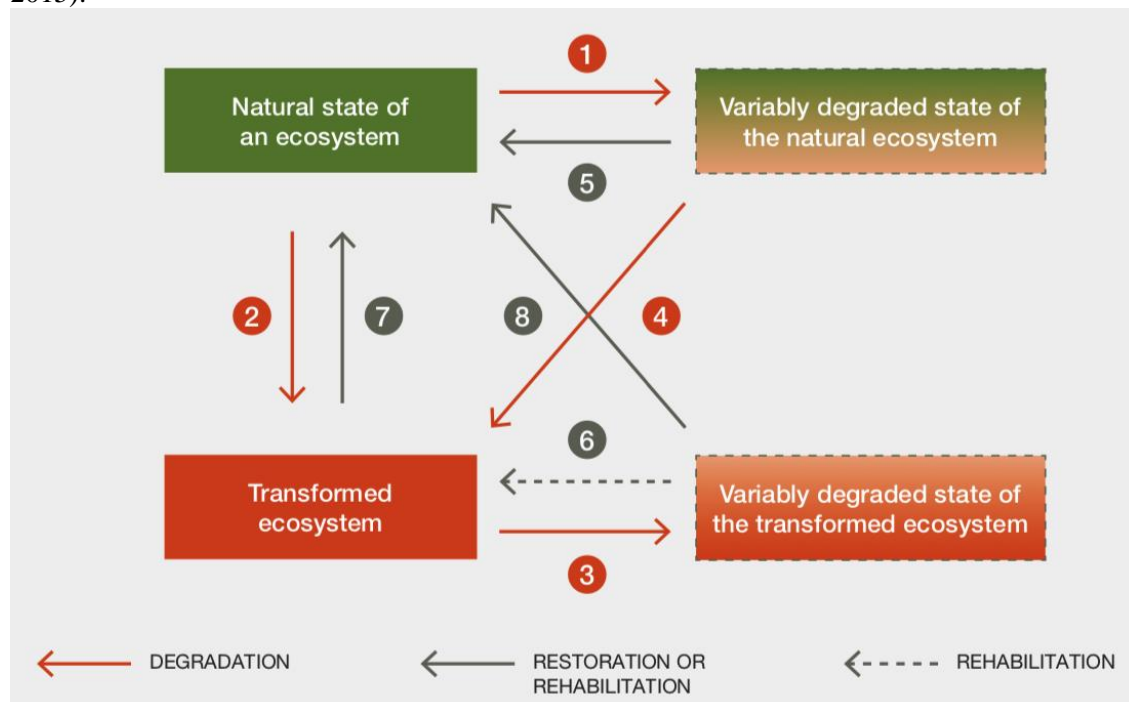 2015).
1
Natural state of
an ecosystem
Variably degraded state of
the natural ecosystem
5
2
7
8
4
6
Transformed
ecosystem
Variably degraded state of
the transformed ecosystem
3
DEGRADATION
RESTORATION OR
REHABILITATION
REHABILITATION